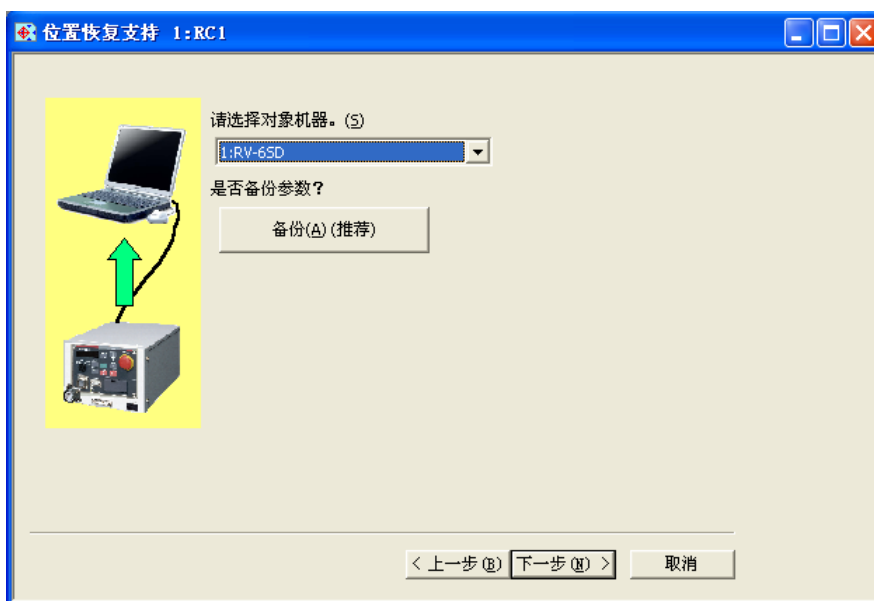 位置恢复支持 1:RC1
请选择对象机器。(S)
1:RV-6SD
是否备份参数?
备份(A)(推荐)
< 上一步(B)
下一步(N) >
取消